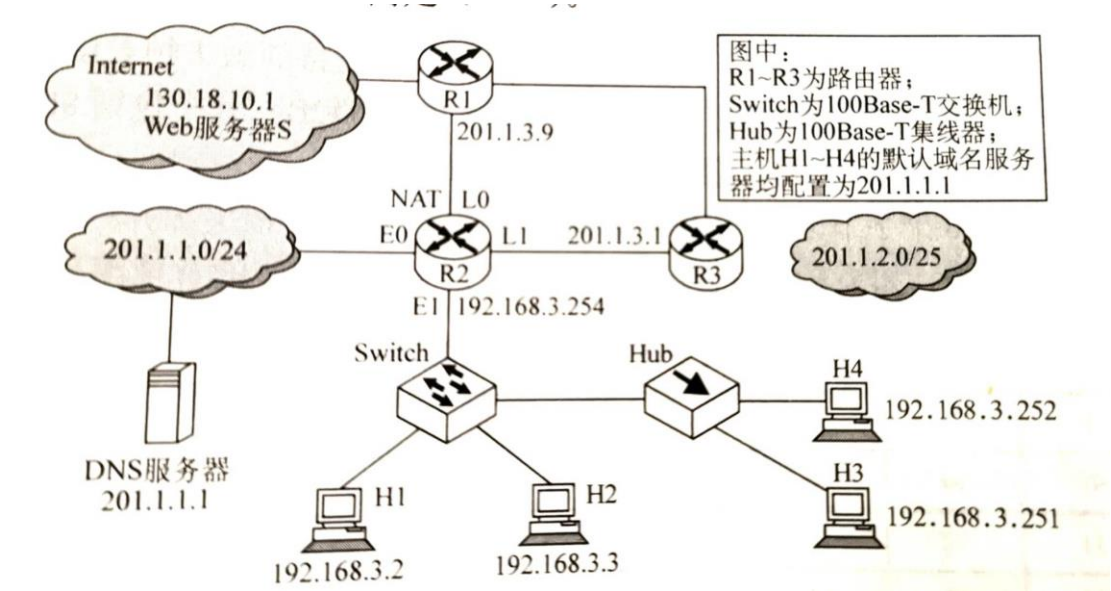 Internet
130.18.10.1
Web服务器S
R1
201.1.3.9
图中：
R1~R3为路由器；
Switch为100Base-T交换机；
Hub为100Base-T集线器；
主机H1~H4的默认域名服务
器均配置为201.1.1.1
NAT L0
201.1.1.0/24
E0
R2
L1
201.1.3.1
R3
201.1.2.0/25
E1
192.168.3.254
Switch
Hub
H4
192.168.3.252
DNS服务器
201.1.1.1
H1
192.168.3.2
H2
192.168.3.3
H3
192.168.3.251